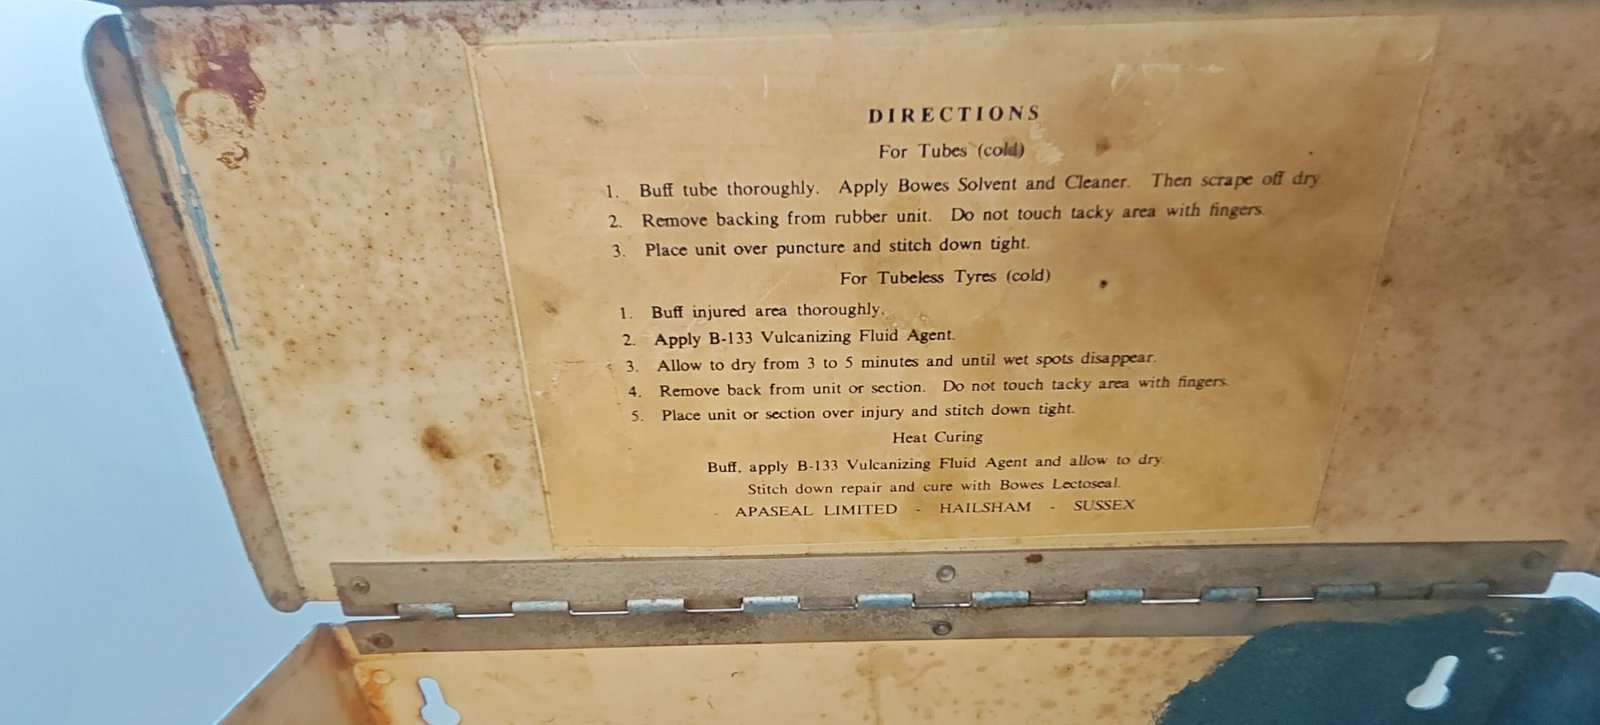 DIRECTIONS
For Tubes (cold)
1. Buff tube thoroughly. Apply Bowes Solvent and Cleaner. Then scrape off dry.
2. Remove backing from rubber unit. Do not touch tacky area with fingers.
3. Place unit over puncture and stitch down tight.
For Tubeless Tyres (cold)
1. Buff injured area thoroughly.
2. Apply B-133 Vulcanizing Fluid Agent.
3. Allow to dry from 3 to 5 minutes and until wet spots disappear.
4. Remove back from unit or section. Do not touch tacky area with fingers.
5. Place unit or section over injury and stitch down tight.
Heat Curing
Buff, apply B-133 Vulcanizing Fluid Agent and allow to dry.
Stitch down repair and cure with Bowes Lectoseal.
- APASEAL LIMITED - HAILSHAM - SUSSEX